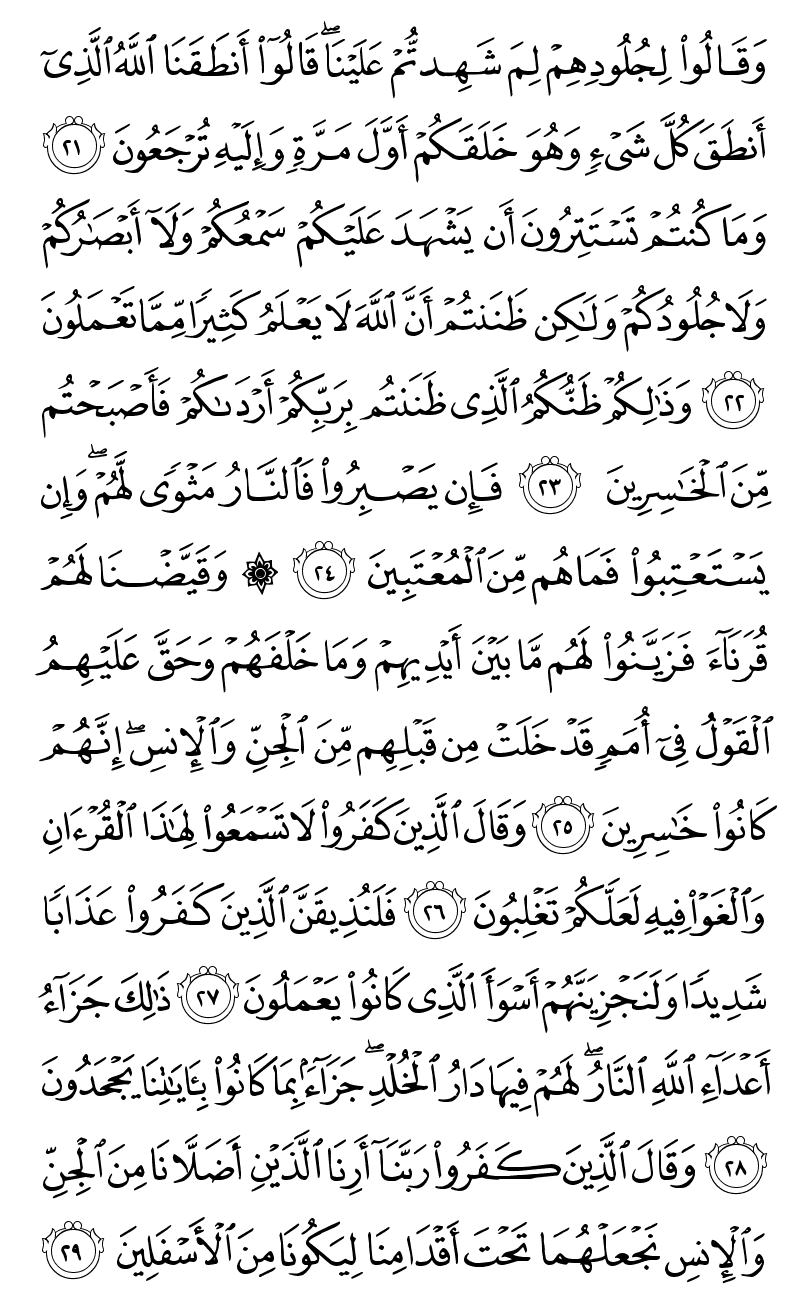 وَقَالُوا۟ لِجُلُودِهِمْ لِمَ شَهِدتُّمْ عَلَيْنَا ۖ قَالُوٓا۟ أَنطَقَنَا ٱللَّهُ ٱلَّذِىٓ
أَنطَقَ كُلَّ شَىْءٍ وَهُوَ خَلَقَكُمْ أَوَّلَ مَرَّةٍ وَإِلَيْهِ تُرْجَعُونَ ٢١
وَمَا كُنتُمْ تَسْتَتِرُونَ أَن يَشْهَدَ عَلَيْكُمْ سَمْعُكُمْ وَلَآ أَبْصَـٰرُكُمْ
وَلَا جُلُودُكُمْ وَلَـٰكِن ظَنَنتُمْ أَنَّ ٱللَّهَ لَا يَعْلَمُ كَثِيرًا مِّمَّا تَعْمَلُونَ
٢٢ وَذَٰلِكُمْ ظَنُّكُمُ ٱلَّذِى ظَنَنتُم بِرَبِّكُمْ أَرْدَىٰكُمْ فَأَصْبَحْتُم
مِّنَ ٱلْخَـٰسِرِينَ ٢٣ فَإِن يَصْبِرُوا۟ فَٱلنَّارُ مَثْوًى لَّهُمْ ۖ وَإِن
يَسْتَعْتِبُوا۟ فَمَا هُم مِّنَ ٱلْمُعْتَبِينَ ٢٤ ۞ وَقَيَّضْنَا لَهُمْ
قُرَنَآءَ فَزَيَّنُوا۟ لَهُم مَّا بَيْنَ أَيْدِيهِمْ وَمَا خَلْفَهُمْ وَحَقَّ عَلَيْهِمُ
ٱلْقَوْلُ فِىٓ أُمَمٍ قَدْ خَلَتْ مِن قَبْلِهِم مِّنَ ٱلْجِنِّ وَٱلْإِنسِ ۖ إِنَّهُمْ
كَانُوا۟ خَـٰسِرِينَ ٢٥ وَقَالَ ٱلَّذِينَ كَفَرُوا۟ لَا تَسْمَعُوا۟ لِهَـٰذَا ٱلْقُرْءَانِ
وَٱلْغَوْا۟ فِيهِ لَعَلَّكُمْ تَغْلِبُونَ ٢٦ فَلَنُذِيقَنَّ ٱلَّذِينَ كَفَرُوا۟ عَذَابًا
شَدِيدًا وَلَنَجْزِيَنَّهُمْ أَسْوَأَ ٱلَّذِى كَانُوا۟ يَعْمَلُونَ ٢٧ ذَٰلِكَ جَزَآءُ
أَعْدَآءِ ٱللَّهِ ٱلنَّارُ ۖ لَهُمْ فِيهَا دَارُ ٱلْخُلْدِ ۖ جَزَآءًۢ بِمَا كَانُوا۟ بِـَٔايَـٰتِنَا يَجْحَدُونَ
٢٨ وَقَالَ ٱلَّذِينَ كَفَرُوا۟ رَبَّنَآ أَرِنَا ٱلَّذَيْنِ أَضَلَّانَا مِنَ ٱلْجِنِّ
وَٱلْإِنسِ نَجْعَلْهُمَا تَحْتَ أَقْدَامِنَا لِيَكُونَا مِنَ ٱلْأَسْفَلِينَ ٢٩